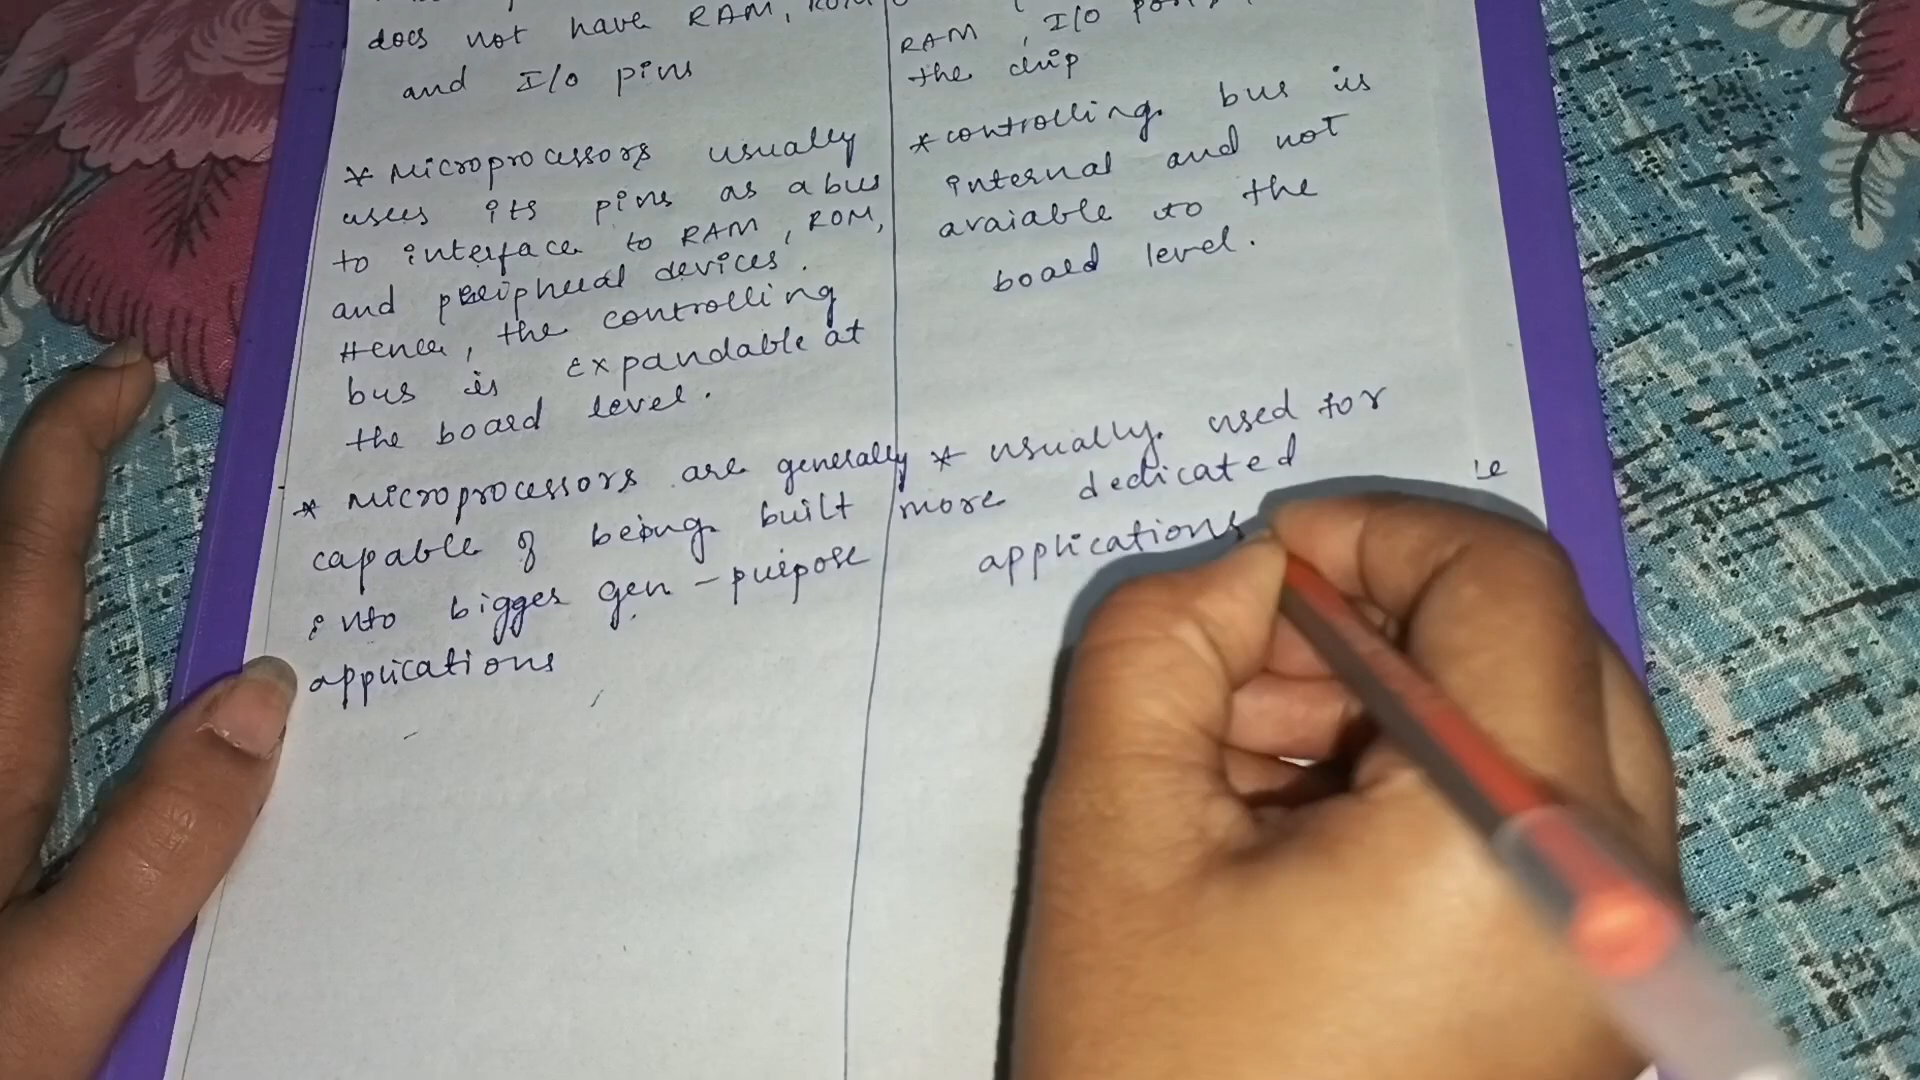 does not have RAM, ROM
and I/O pins
* Microprocessors usually
uses its pins as a bus
to interface to RAM, ROM,
and peripheral devices.
Hence, the controlling
bus is expandable at
the board level.
* Microprocessors are generally
capable of being built
into bigger gen-purpose
applications
RAM, I/O
the chip
* controlling bus is
internal and not
avaiable to the
board level.
* usually used for
more dedicated
applications